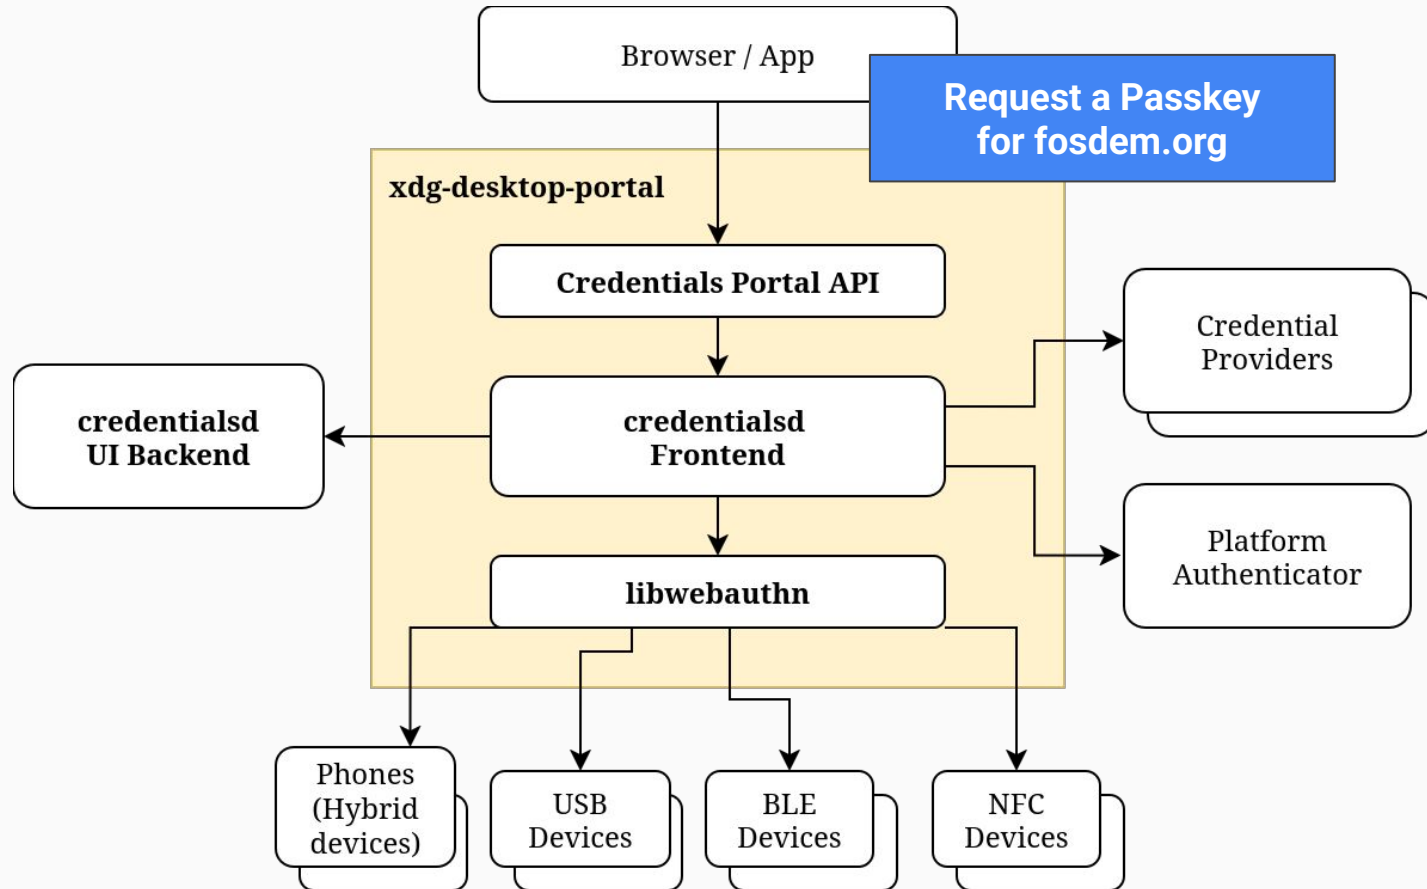 Browser / App
Request a Passkey
for fosdem.org
xdg-desktop-portal
Credentials Portal API
Credential
Providers
credentialsd
UI Backend
credentialsd
Frontend
Platform
Authenticator
libwebauthn
Phones
(Hybrid
devices)
USB
Devices
BLE
Devices
NFC
Devices